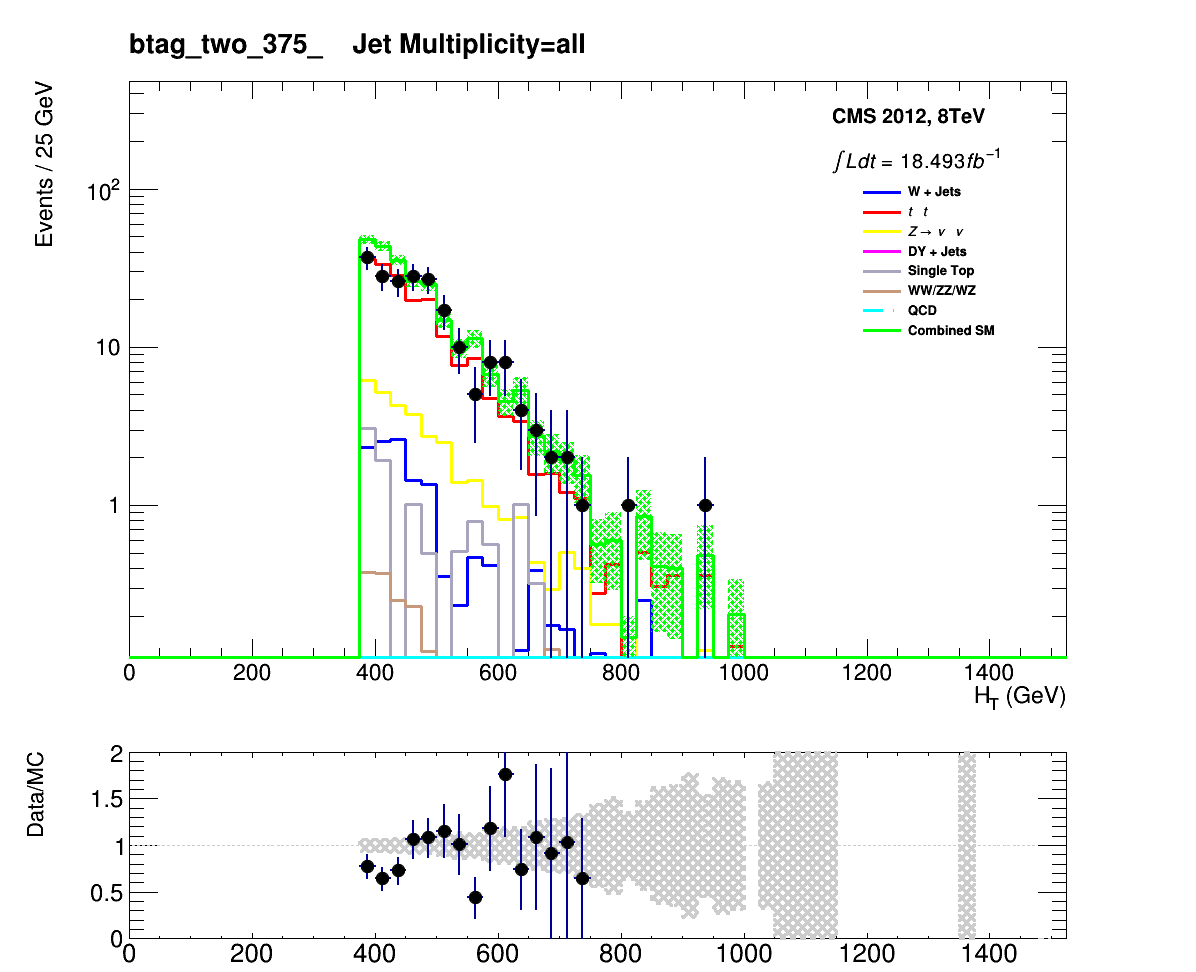 btag_two_375_ Jet Multiplicity=all
Events / 25 GeV
CMS 2012, 8TeV
∫Ldt = 18.493fb⁻¹
W + Jets
t t
Z → ν ν
DY + Jets
Single Top
WW/ZZ/WZ
QCD
Combined SM
10²
10
1
0 200 400 600 800 1000 1200 1400
H_T (GeV)
Data/MC
2
1.5
1
0.5
0
0 200 400 600 800 1000 1200 1400